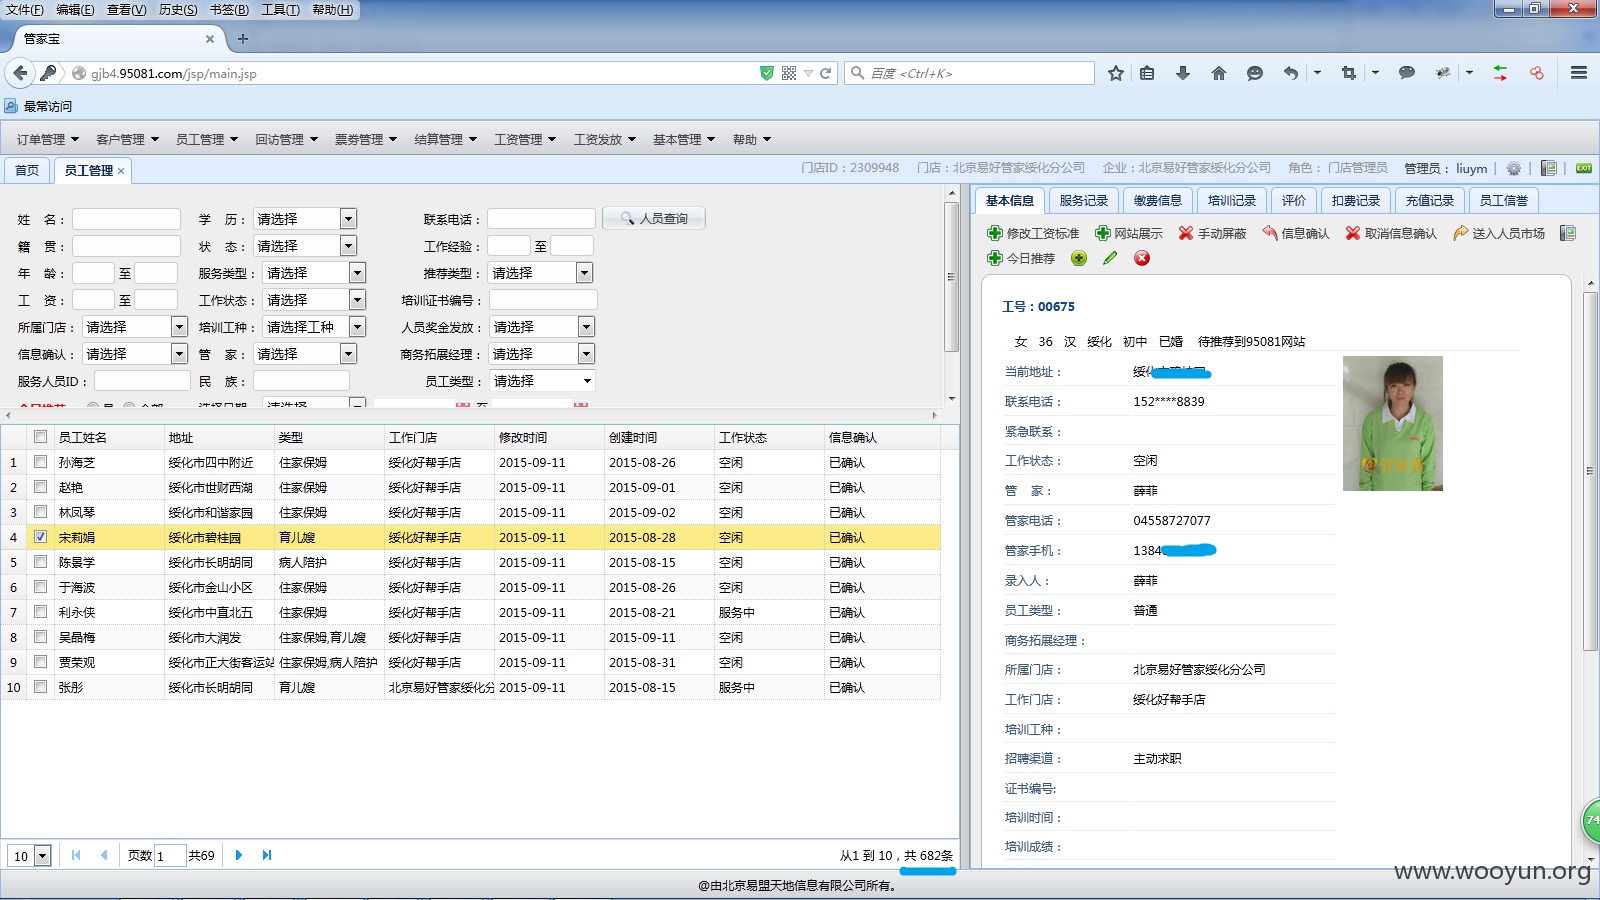 文件(F) 编辑(E) 查看(V) 历史(S) 书签(B) 工具(T) 帮助(H)
管家宝
gjb4.95081.com/jsp/main.jsp
百度 <Ctrl+K>
最常访问
订单管理 客户管理 员工管理 回访管理 票券管理 结算管理 工资管理 工资发放 基本管理 帮助
首页 员工管理 门店ID：2309948 门店：北京易好管家绥化分公司 企业：北京易好管家绥化分公司 角色： 门店管理员 管理员： liuym EXIT
姓 名： 学 历： 请选择 联系电话： 人员查询
籍 贯： 状 态： 请选择 工作经验： 至
年 龄： 至 服务类型： 请选择 推荐类型： 请选择
工 资： 至 工作状态： 请选择 培训证书编号：
所属门店： 请选择 培训工种： 请选择工种 人员奖金发放： 请选择
信息确认： 请选择 管 家： 请选择 商务拓展经理： 请选择
服务人员ID： 民 族： 员工类型： 请选择
员工姓名 地址 类型 工作门店 修改时间 创建时间 工作状态 信息确认
1 孙海芝 绥化市四中附近 住家保姆 绥化好帮手店 2015-09-11 2015-08-26 空闲 已确认
2 赵艳 绥化市世财西湖 住家保姆 绥化好帮手店 2015-09-11 2015-09-01 空闲 已确认
3 林凤琴 绥化市和谐家园 住家保姆 绥化好帮手店 2015-09-11 2015-09-02 空闲 已确认
4 宋莉娟 绥化市碧桂园 育儿嫂 绥化好帮手店 2015-09-11 2015-08-28 空闲 已确认
5 陈景学 绥化市长明胡同 病人陪护 绥化好帮手店 2015-09-11 2015-08-15 空闲 已确认
6 于海波 绥化市金山小区 住家保姆 绥化好帮手店 2015-09-11 2015-08-26 空闲 已确认
7 利永侠 绥化市中直北五 住家保姆 绥化好帮手店 2015-09-11 2015-08-21 服务中 已确认
8 吴晶梅 绥化市大润发 住家保姆,育儿嫂 绥化好帮手店 2015-09-11 2015-09-11 空闲 已确认
9 贾荣观 绥化市正大街客运站 住家保姆,病人陪护 绥化好帮手店 2015-09-11 2015-08-31 空闲 已确认
10 张彤 绥化市长明胡同 育儿嫂 北京易好管家绥化分 2015-09-11 2015-08-15 服务中 已确认
10 页数 1 共69 从1 到 10，共 682条
基本信息 服务记录 缴费信息 培训记录 评价 扣费记录 充值记录 员工信誉
修改工资标准 网站展示 手动屏蔽 信息确认 取消信息确认 送入人员市场
今日推荐
工号：00675
女 36 汉 绥化 初中 已婚 待推荐到95081网站
当前地址： 绥化
联系电话： 152****8839
紧急联系：
工作状态： 空闲
管 家： 薛菲
管家电话： 04558727077
管家手机： 1384
录入人： 薛菲
员工类型： 普通
商务拓展经理：
所属门店： 北京易好管家绥化分公司
工作门店： 绥化好帮手店
培训工种：
招聘渠道： 主动求职
证书编号:
培训时间：
培训成绩：
74
@由北京易盟天地信息有限公司所有。
www.wooyun.org